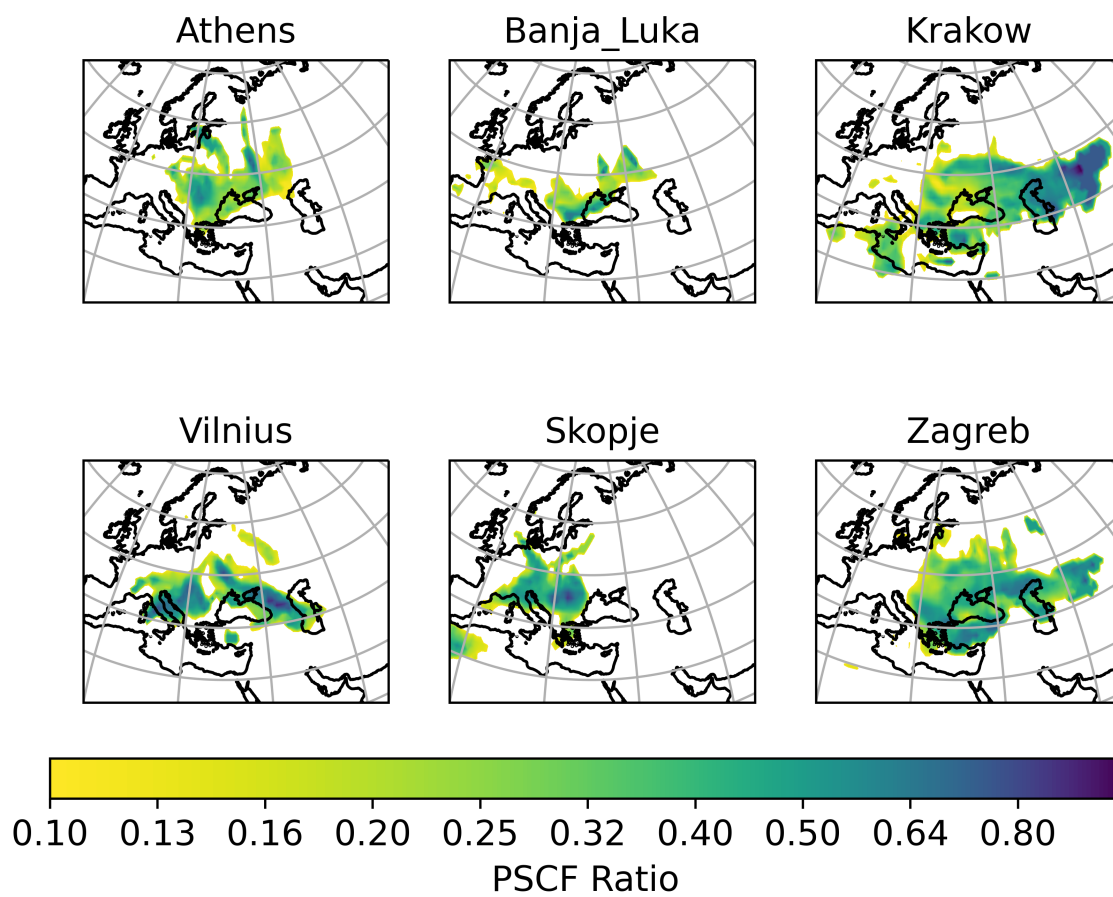 Athens Banja_Luka Krakow
Vilnius Skopje Zagreb
0.10 0.13 0.16 0.20 0.25 0.32 0.40 0.50 0.64 0.80
PSCF Ratio